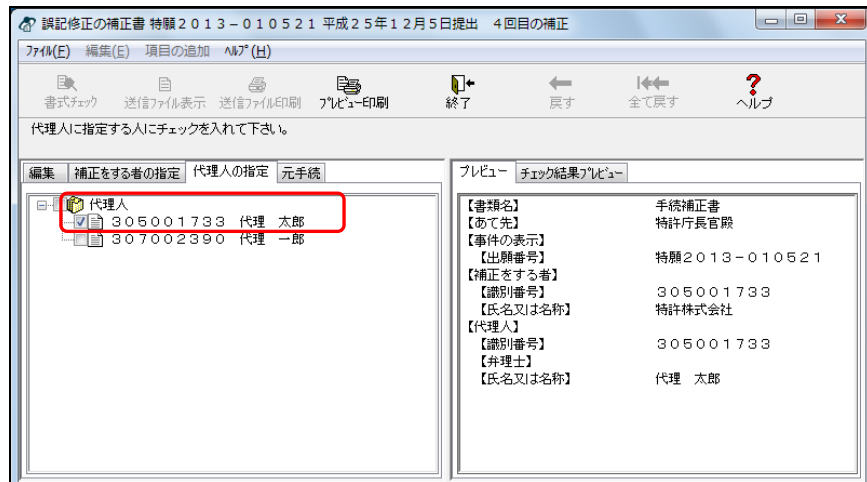 誤記修正の補正書 特願２０１３－０１０５２１ 平成２５年１２月５日提出　４回目の補正
ﾌｧｲﾙ(F) 編集(E) 項目の追加 ﾍﾙﾌﾟ(H)
書式ﾁｪｯｸ 送信ﾌｧｲﾙ表示 送信ﾌｧｲﾙ印刷 ﾌﾟﾚﾋﾞｭｰ印刷 終了 戻す 全て戻す ヘルプ
代理人に指定する人にチェックを入れて下さい。
編集 補正をする者の指定 代理人の指定 元手続
代理人
３０５００１７３３　代理　太郎
３０７００２３９０　代理　一郎
プレビュー ﾁｪｯｸ結果ﾌﾟﾚﾋﾞｭｰ
【書類名】 手続補正書
【あて先】 特許庁長官殿
【事件の表示】
【出願番号】 特願２０１３－０１０５２１
【補正をする者】
【識別番号】 ３０５００１７３３
【氏名又は名称】 特許株式会社
【代理人】
【識別番号】 ３０５００１７３３
【弁理士】
【氏名又は名称】 代理　太郎